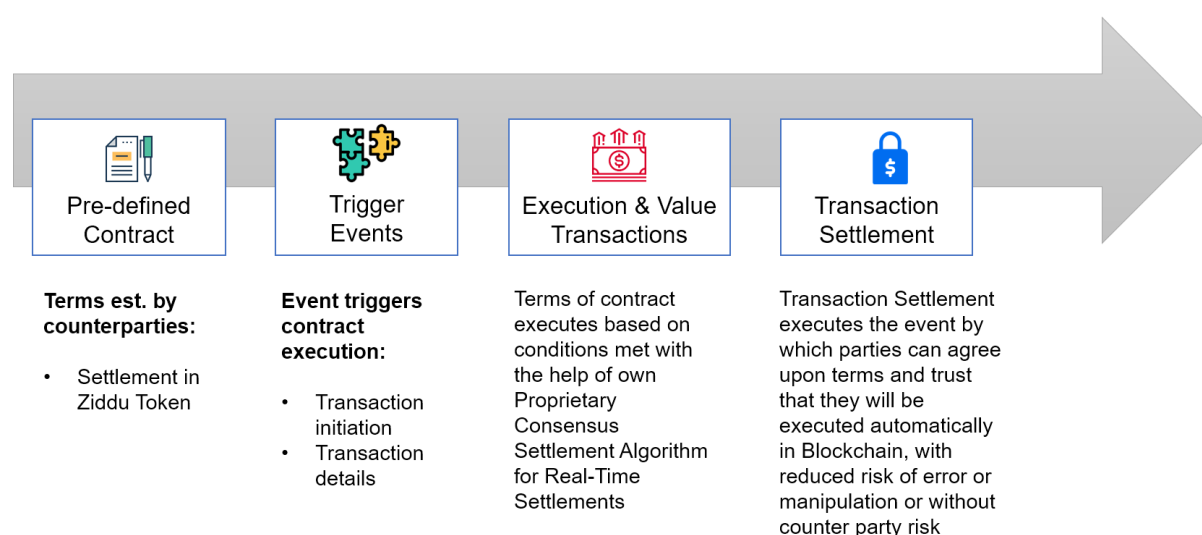 Pre-defined
Contract
Trigger
Events
Execution & Value
Transactions
Transaction
Settlement
Terms est. by
counterparties:
• Settlement in
Ziddu Token
Event triggers
contract
execution:
• Transaction
initiation
• Transaction
details
Terms of contract
executes based on
conditions met with
the help of own
Proprietary
Consensus
Settlement Algorithm
for Real-Time
Settlements
Transaction Settlement
executes the event by
which parties can agree
upon terms and trust
that they will be
executed automatically
in Blockchain, with
reduced risk of error or
manipulation or without
counter party risk